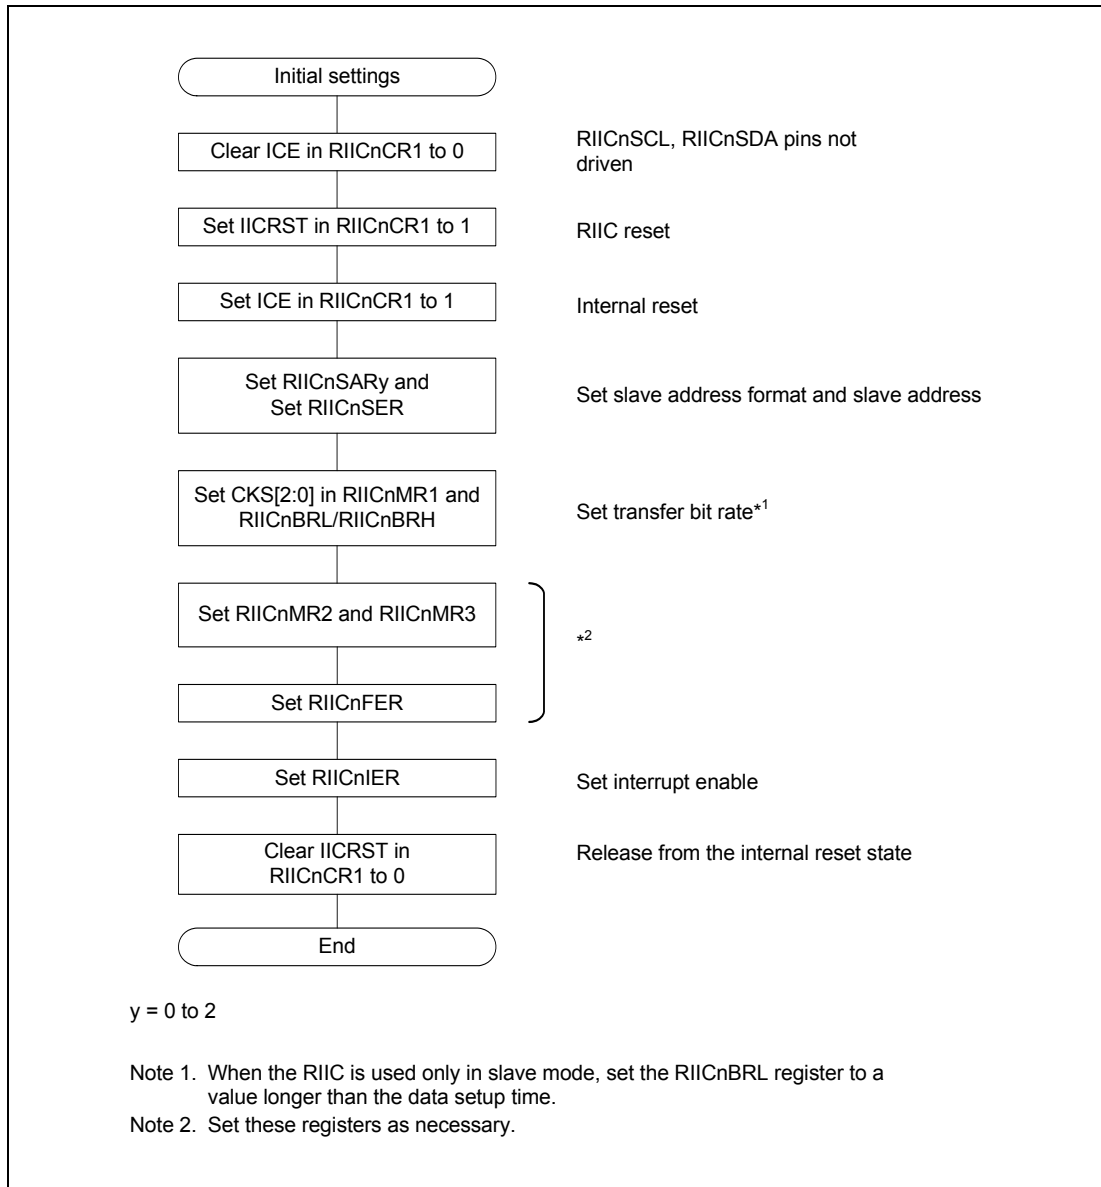 Initial settings
Clear ICE in RIICnCR1 to 0
RIICnSCL, RIICnSDA pins not
driven
Set IICRST in RIICnCR1 to 1
RIIC reset
Set ICE in RIICnCR1 to 1
Internal reset
Set RIICnSARy and
Set RIICnSER
Set slave address format and slave address
Set CKS[2:0] in RIICnMR1 and
RIICnBRL/RIICnBRH
Set transfer bit rate*1
Set RIICnMR2 and RIICnMR3
*2
Set RIICnFER
Set RIICnIER
Set interrupt enable
Clear IICRST in
RIICnCR1 to 0
Release from the internal reset state
End
y = 0 to 2
Note 1. When the RIIC is used only in slave mode, set the RIICnBRL register to a
value longer than the data setup time.
Note 2. Set these registers as necessary.